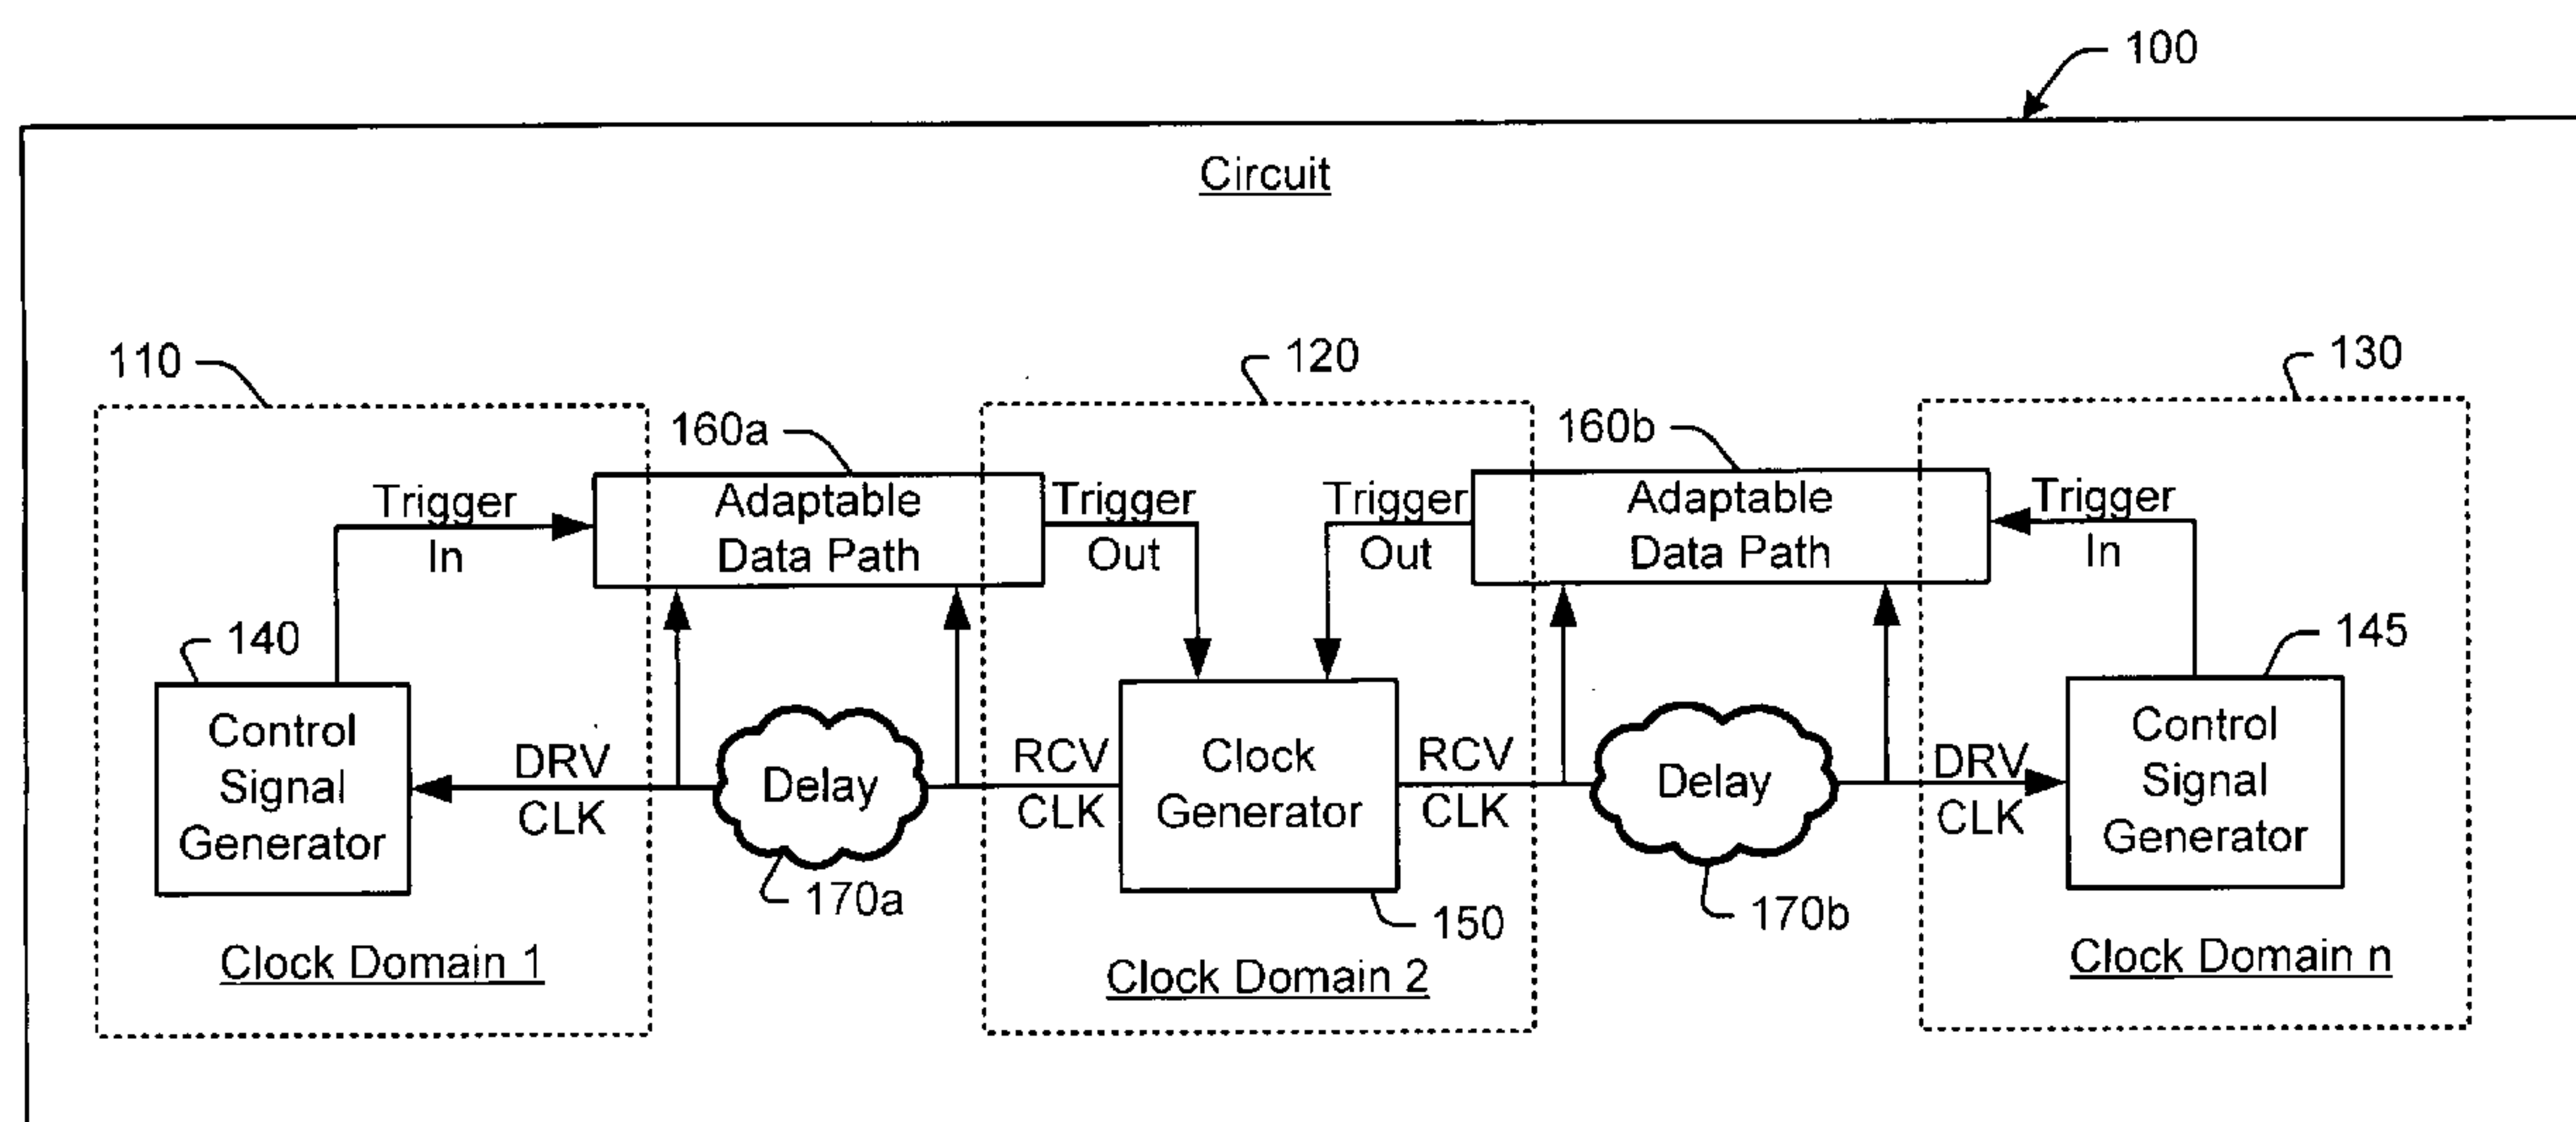 100
Circuit
110
120
130
160a
160b
Trigger
In
Adaptable
Data Path
Trigger
Out
Trigger
Out
Adaptable
Data Path
Trigger
In
140
145
Control
Signal
Generator
DRV
CLK
Delay
RCV
CLK
Clock
Generator
RCV
CLK
Delay
DRV
CLK
Control
Signal
Generator
170a
150
170b
Clock Domain 1
Clock Domain 2
Clock Domain n